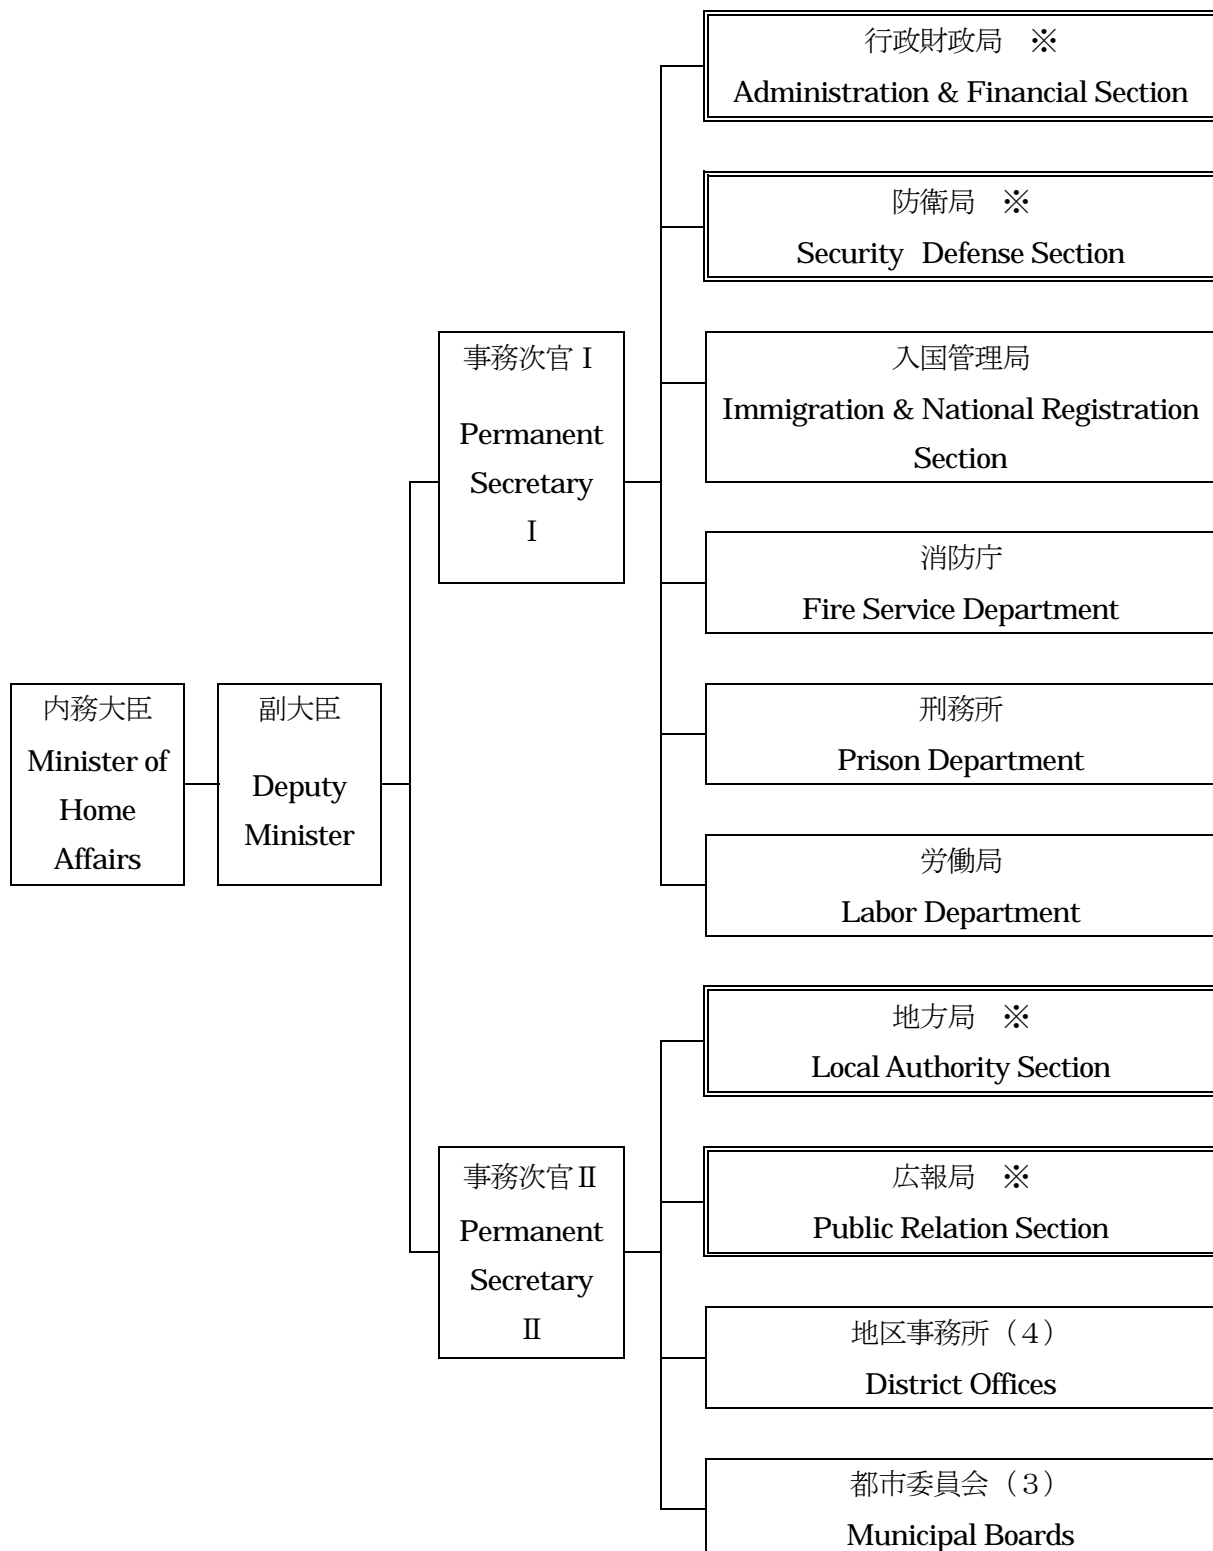 行政財政局　※
Administration & Financial Section
防衛局　※
Security Defense Section
入国管理局
Immigration & National Registration
Section
消防庁
Fire Service Department
刑務所
Prison Department
労働局
Labor Department
事務次官Ⅰ
Permanent
Secretary
Ⅰ
内務大臣
Minister of
Home
Affairs
副大臣
Deputy
Minister
地方局　※
Local Authority Section
広報局　※
Public Relation Section
地区事務所（４）
District Offices
都市委員会（３）
Municipal Boards
事務次官Ⅱ
Permanent
Secretary
Ⅱ